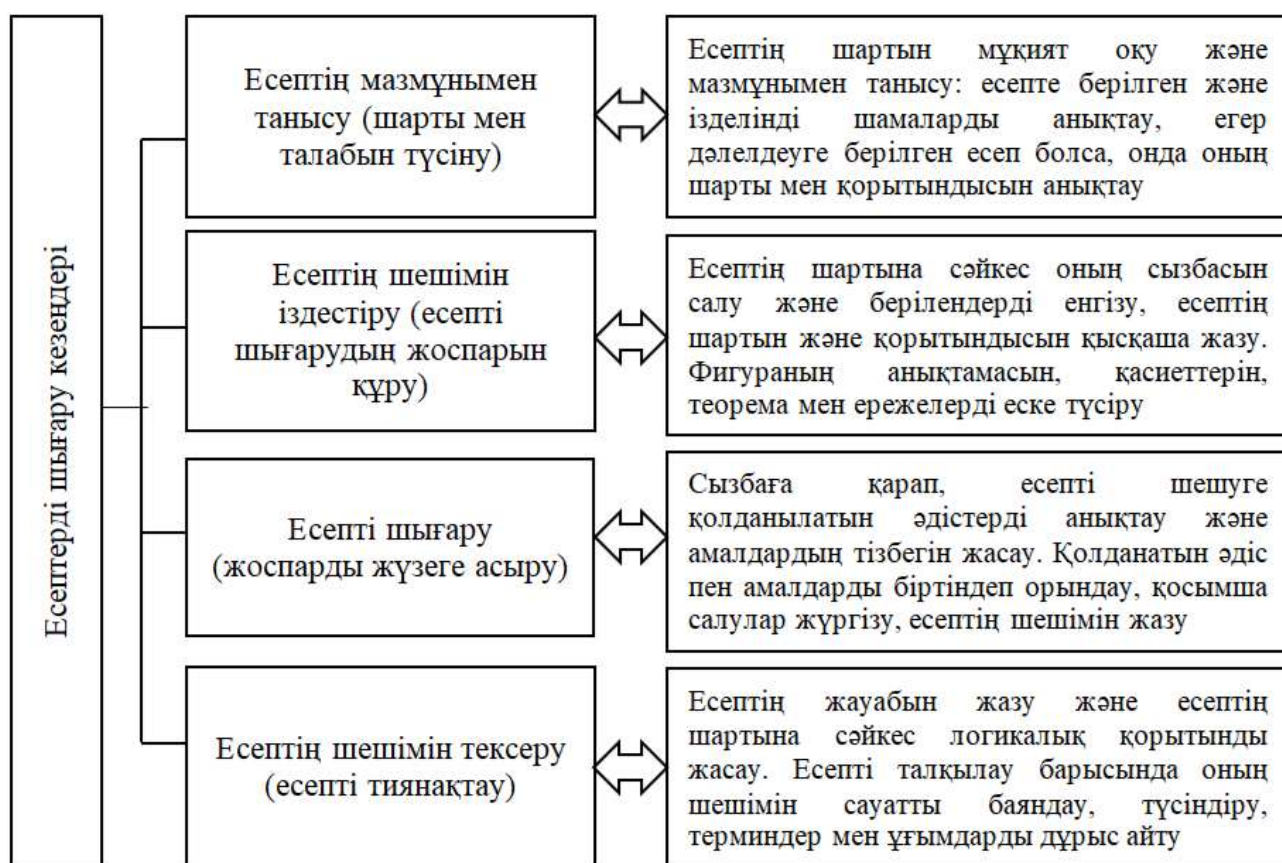 Есептерді шығару кезеңдері
Есептің мазмұнымен
танысу (шарты мен
талабын түсіну)
Есептің шартын мұқият оқу және
мазмұнымен танысу: есепте берілген және
ізделінді шамаларды анықтау, егер
дәлелдеуге берілген есеп болса, онда оның
шарты мен қорытындысын анықтау
Есептің шешімін
іздестіру (есепті
шығарудың жоспарын
құру)
Есептің шартына сәйкес оның сызбасын
салу және берілендерді енгізу, есептің
шартын және қорытындысын қысқаша жазу.
Фигураның анықтамасын, қасиеттерін,
теорема мен ережелерді еске түсіру
Есепті шығару
(жоспарды жүзеге асыру)
Сызбаға қарап, есепті шешуге
қолданылатын әдістерді анықтау және
амалдардың тізбегін жасау. Қолданатын әдіс
пен амалдарды біртіндеп орындау, қосымша
салулар жүргізу, есептің шешімін жазу
Есептің шешімін тексеру
(есепті тиянақтау)
Есептің жауабын жазу және есептің
шартына сәйкес логикалық қорытынды
жасау. Есепті талқылау барысында оның
шешімін сауатты баяндау, түсіндіру,
терминдер мен ұғымдарды дұрыс айту